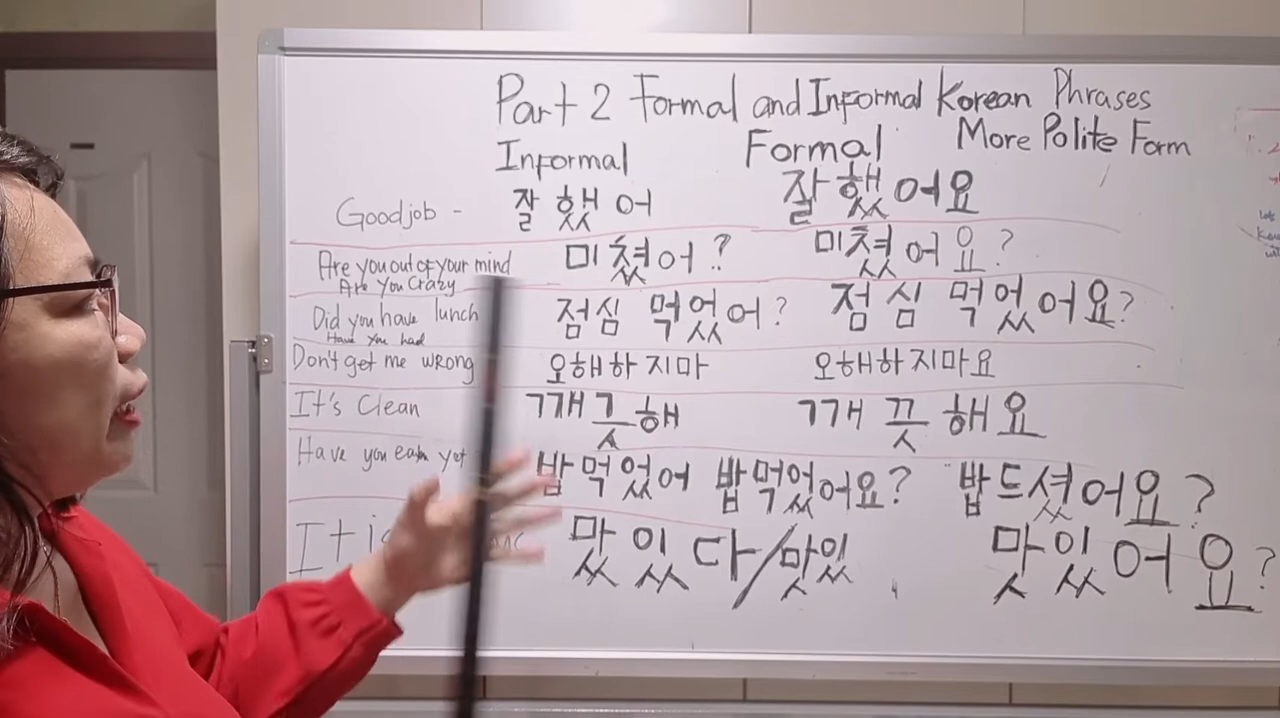 Part 2 Formal and Informal Korean Phrases
Informal Formal More Polite Form
Goodjob - 잘 했 어 잘 했 어요
Are you out of your mind 미 쳤 어 ? 미 쳤 어 요 ?
Are You Crazy
Did you have lunch 점심 먹었어 ? 점 심 먹 었 어요?
Have You had
Don't get me wrong 오해하지마 오해하지마요
It's Clean 깨긋해 깨 끗 해 요
Have you eatn yet 밥먹었어 밥먹었어요? 밥드셨어요?
It is 맛 있 다/맛있 맛있어요?